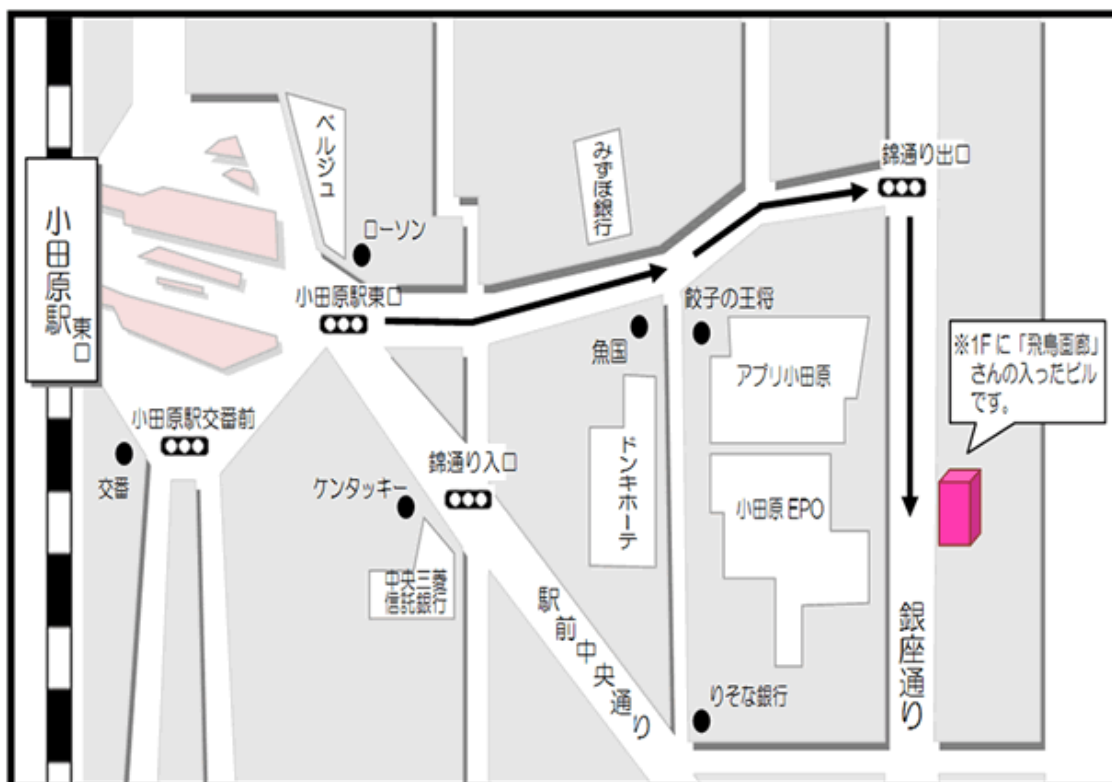 錦通り出口
ベルジュ
みずほ銀行
小田原駅
東口
ローソン
小田原駅東口
餃子の王将
魚国
アプリ小田原
※1Fに「飛鳥画廊」
さんの入ったビル
です。
小田原駅交番前
交番
錦通り入口
ケンタッキー
ドンキホーテ
小田原EPO
中央三菱
信託銀行
駅前中央通り
銀座通り
りそな銀行